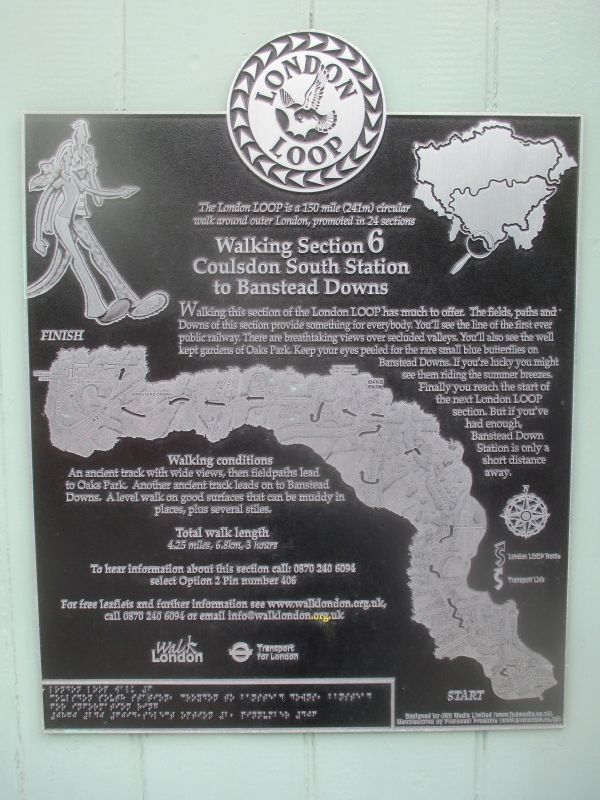 LONDON
LOOP
The London LOOP is a 150 mile (241m) circular
walk around outer London, promoted in 24 sections
Walking Section 6
Coulsdon South Station
to Banstead Downs
Walking this section of the London LOOP has much to offer. The fields, paths and
Downs of this section provide something for everybody. You'll see the line of the first ever
public railway. There are breathtaking views over secluded valleys. You'll also see the well
kept gardens of Oaks Park. Keep your eyes peeled for the rare small blue butterflies on
Banstead Downs. If you're lucky you might
see them riding the summer breezes.
Finally you reach the start of
the next London LOOP
section. But if you've
had enough,
Banstead Down
Station is only a
short distance
away.
FINISH
OAKS
PARK
Walking conditions
An ancient track with wide views, then fieldpaths lead
to Oaks Park. Another ancient track leads on to Banstead
Downs. A level walk on good surfaces that can be muddy in
places, plus several stiles.
Total walk length
4.25 miles, 6.8km, 3 hours
To hear information about this section call: 0870 240 6094
select Option 2 Pin number 406
For free leaflets and further information see www.walklondon.org.uk,
call 0870 240 6094 or email info@walklondon.org.uk
N
London LOOP Route
Transport Link
Walk
London
Transport
for London
START